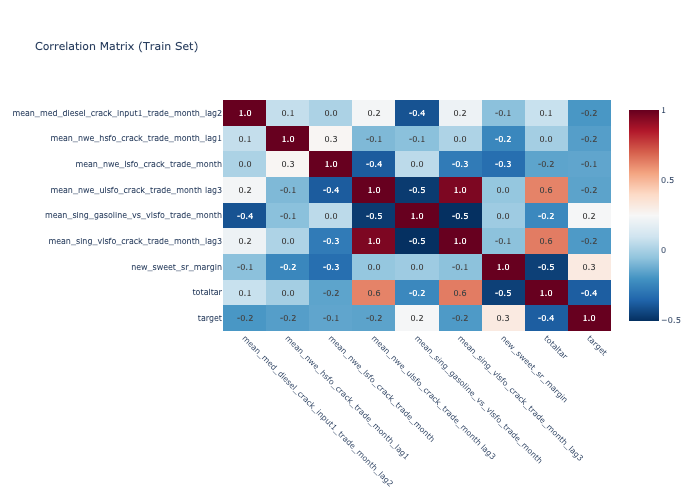 Correlation Matrix (Train Set)
mean_med_diesel_crack_input1_trade_month_lag2 1.0 0.1 0.0 0.2 −0.4 0.2 −0.1 0.1 −0.2
mean_nwe_hsfo_crack_trade_month_lag1 0.1 1.0 0.3 −0.1 −0.1 0.0 −0.2 0.0 −0.2
mean_nwe_lsfo_crack_trade_month 0.0 0.3 1.0 −0.4 0.0 −0.3 −0.3 −0.2 −0.1
mean_nwe_ulsfo_crack_trade_month lag3 0.2 −0.1 −0.4 1.0 −0.5 1.0 0.0 0.6 −0.2
mean_sing_gasoline_vs_vlsfo_trade_month −0.4 −0.1 0.0 −0.5 1.0 −0.5 0.0 −0.2 0.2
mean_sing_vlsfo_crack_trade_month_lag3 0.2 0.0 −0.3 1.0 −0.5 1.0 −0.1 0.6 −0.2
new_sweet_sr_margin −0.1 −0.2 −0.3 0.0 0.0 −0.1 1.0 −0.5 0.3
totaltar 0.1 0.0 −0.2 0.6 −0.2 0.6 −0.5 1.0 −0.4
target −0.2 −0.2 −0.1 −0.2 0.2 −0.2 0.3 −0.4 1.0
mean_med_diesel_crack_input1_trade_month_lag2
mean_nwe_hsfo_crack_trade_month_lag1
mean_nwe_lsfo_crack_trade_month
mean_nwe_ulsfo_crack_trade_month lag3
mean_sing_gasoline_vs_vlsfo_trade_month
mean_sing_vlsfo_crack_trade_month_lag3
new_sweet_sr_margin
totaltar
target
1
0.5
0
−0.5